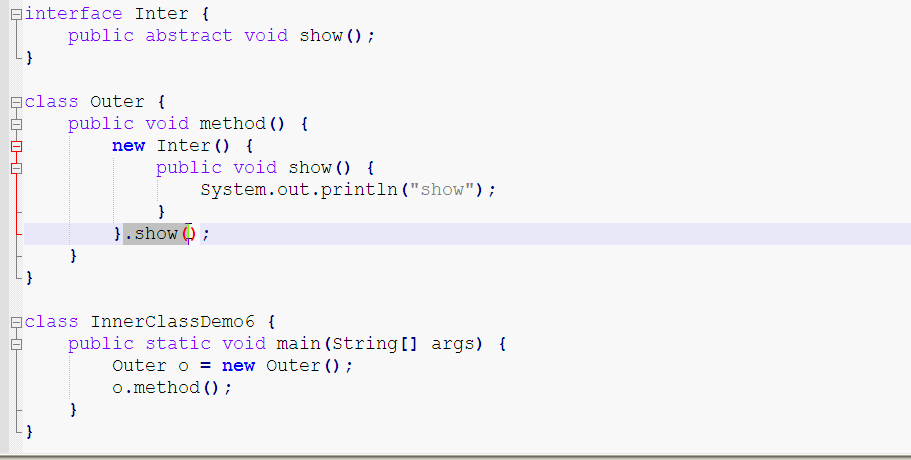 interface Inter {
    public abstract void show();
}
class Outer {
    public void method() {
        new Inter() {
            public void show() {
                System.out.println("show");
            }
        }.show();
    }
}
class InnerClassDemo6 {
    public static void main(String[] args) {
        Outer o = new Outer();
        o.method();
    }
}